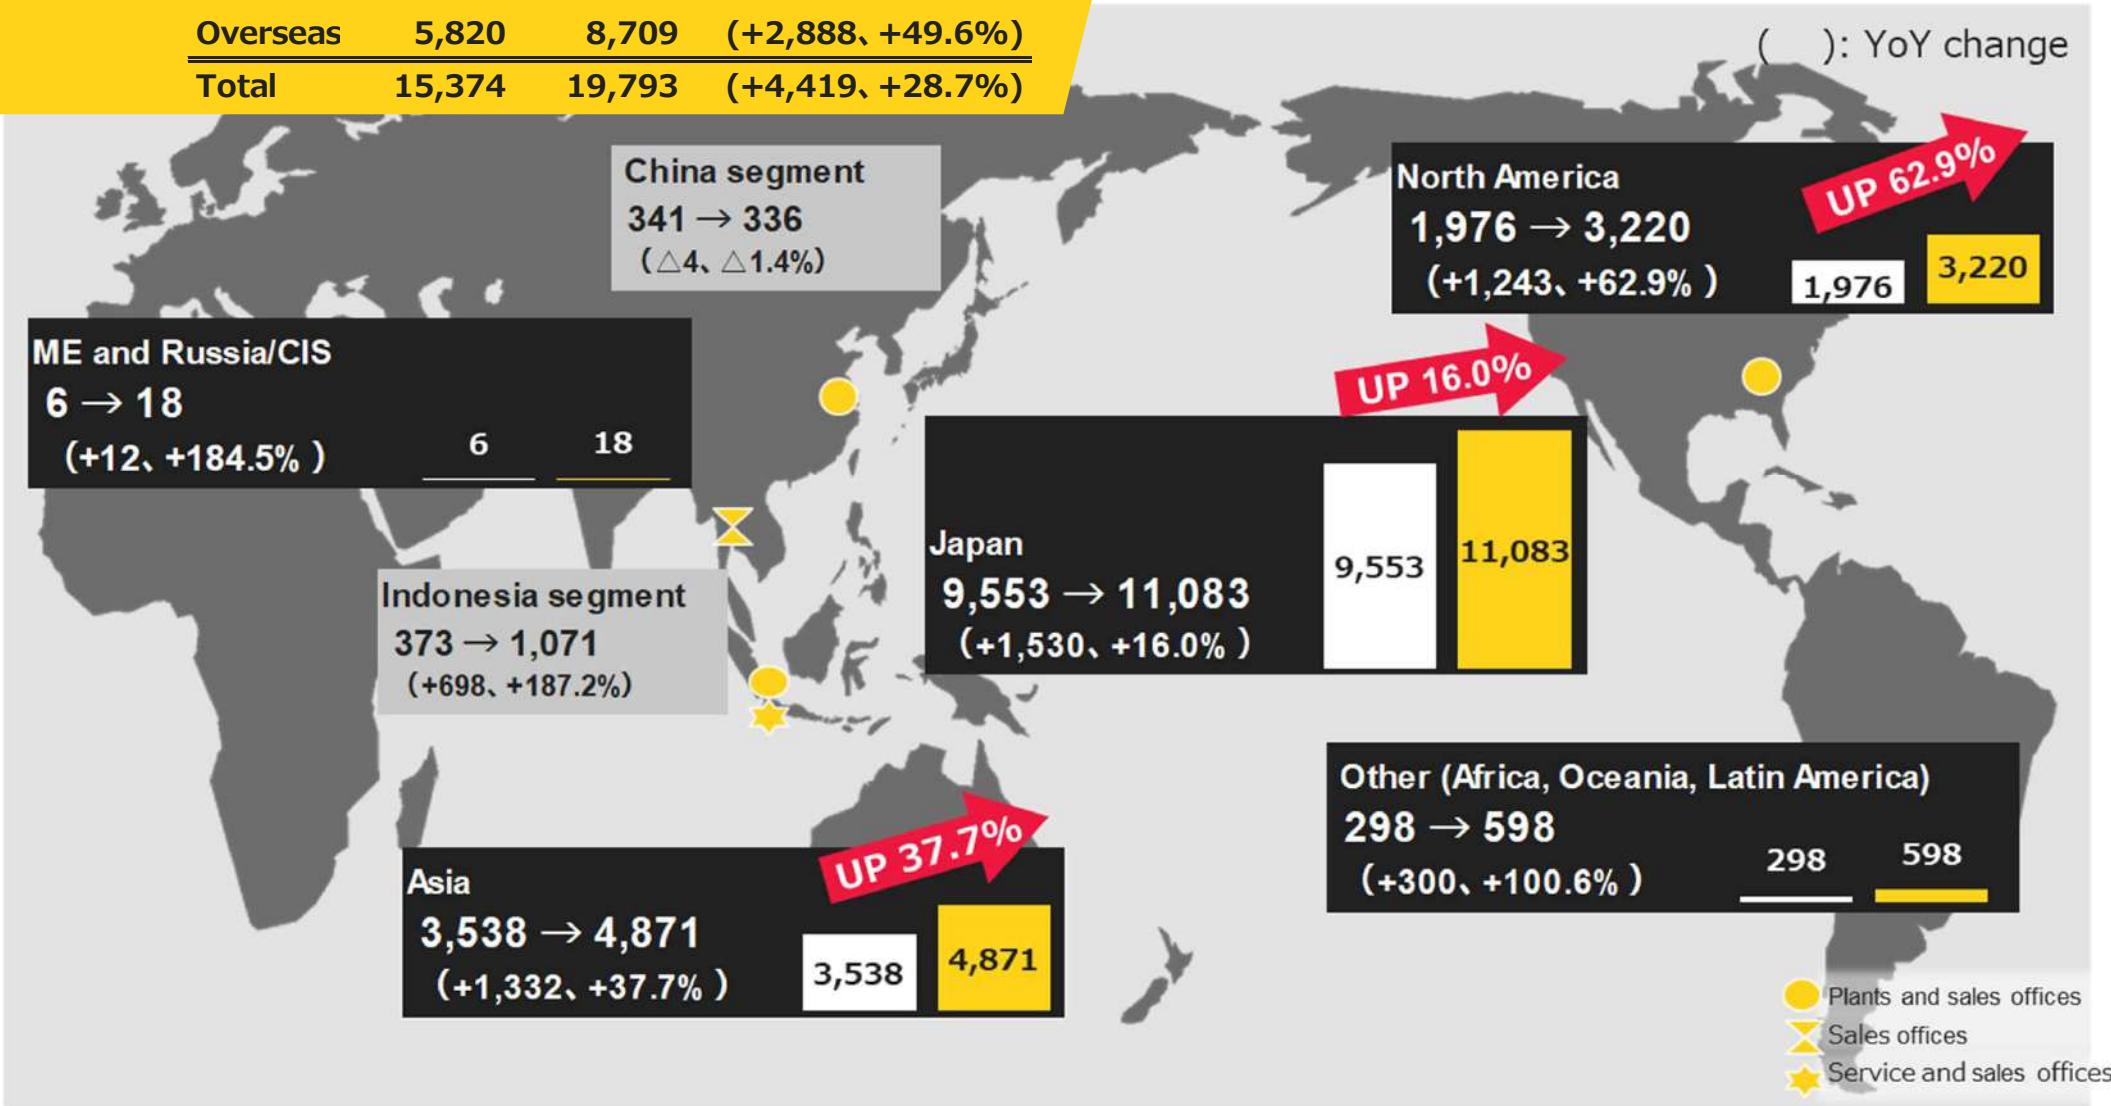 Overseas 5,820 8,709 (+2,888、+49.6%)
Total 15,374 19,793 (+4,419、+28.7%)
( ): YoY change
China segment
341 → 336
(△4、△1.4%)
North America
1,976 → 3,220
(+1,243、+62.9% )
UP 62.9%
1,976
3,220
ME and Russia/CIS
6 → 18
(+12、+184.5% )
6
18
UP 16.0%
Japan
9,553 → 11,083
(+1,530、+16.0% )
9,553
11,083
Indonesia segment
373 → 1,071
(+698、+187.2%)
Other (Africa, Oceania, Latin America)
298 → 598
(+300、+100.6% )
298
598
UP 37.7%
Asia
3,538 → 4,871
(+1,332、+37.7% )
3,538
4,871
Plants and sales offices
Sales offices
Service and sales offices